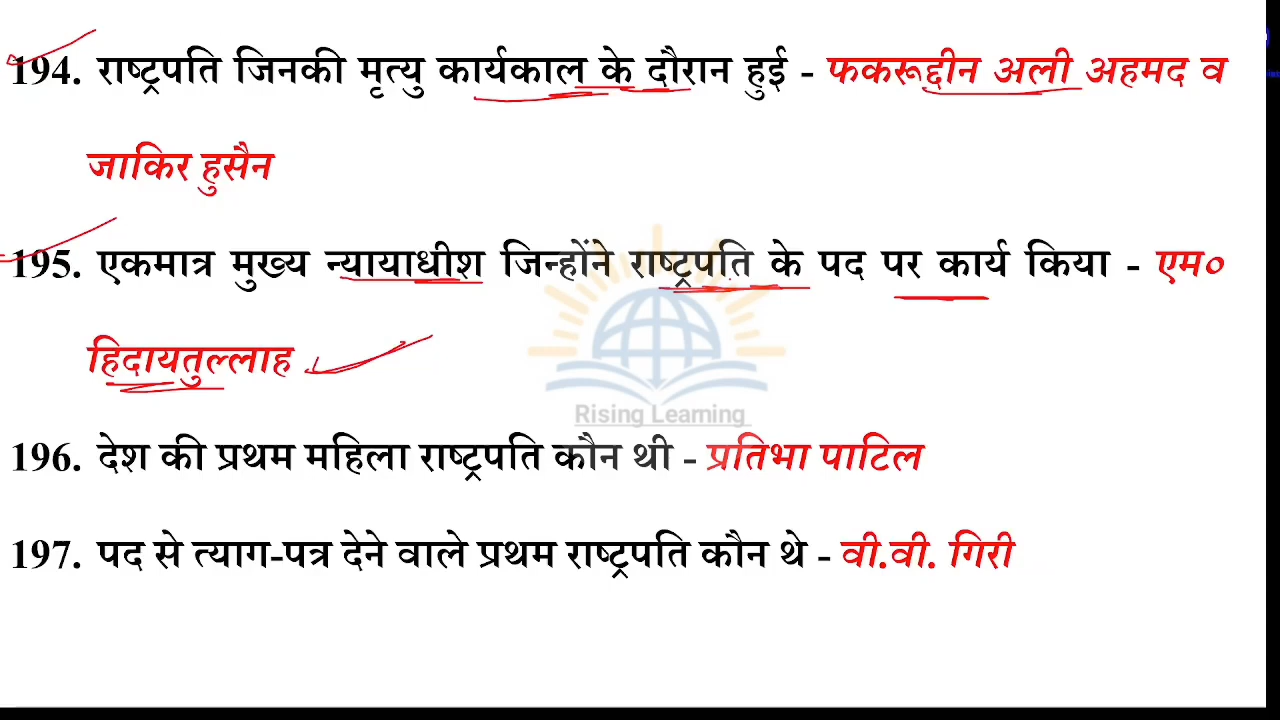 194. राष्ट्रपति जिनकी मृत्यु कार्यकाल के दौरान हुई - फकरूद्दीन अली अहमद व
जाकिर हुसैन
195. एकमात्र मुख्य न्यायाधीश जिन्होंने राष्ट्रपति के पद पर कार्य किया - एम०
हिदायतुल्लाह
Rising Learning
196. देश की प्रथम महिला राष्ट्रपति कौन थी - प्रतिभा पाटिल
197. पद से त्याग-पत्र देने वाले प्रथम राष्ट्रपति कौन थे - वी.वी. गिरी